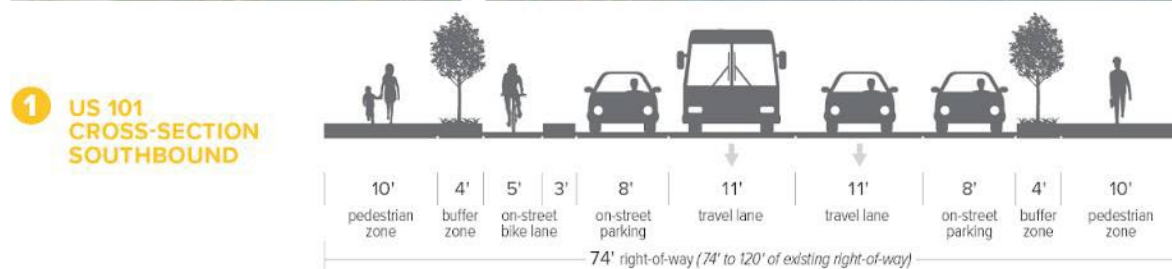 1 US 101
CROSS-SECTION
SOUTHBOUND
10' 4' 5' 3' 8' 11' 11' 8' 4' 10'
pedestrian zone buffer zone on-street bike lane on-street parking travel lane travel lane on-street parking buffer zone pedestrian zone
74' right-of-way (74' to 120' of existing right-of-way)